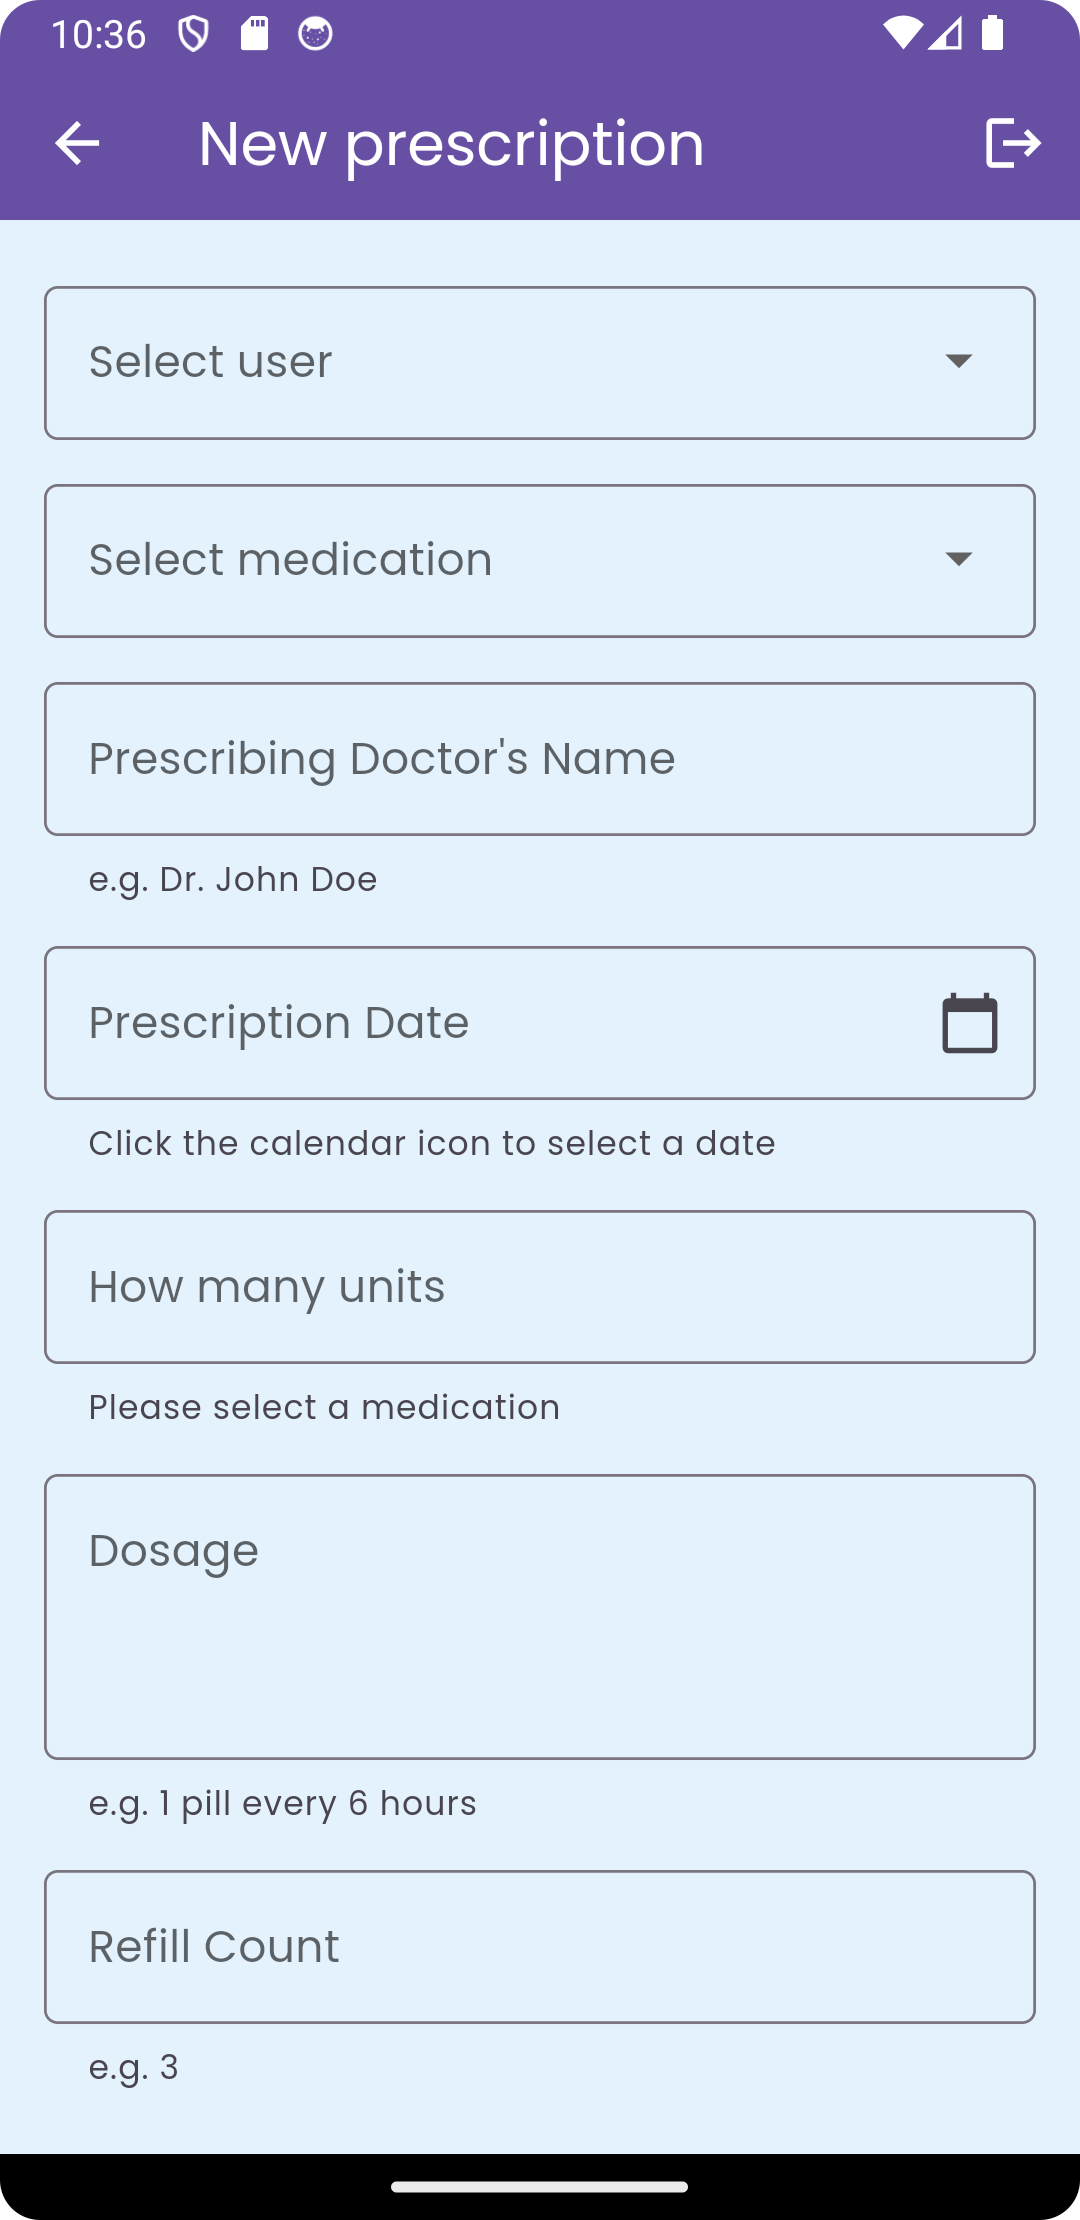 10:36
New prescription
Select user
Select medication
Prescribing Doctor's Name
e.g. Dr. John Doe
Prescription Date
Click the calendar icon to select a date
How many units
Please select a medication
Dosage
e.g. 1 pill every 6 hours
Refill Count
e.g. 3